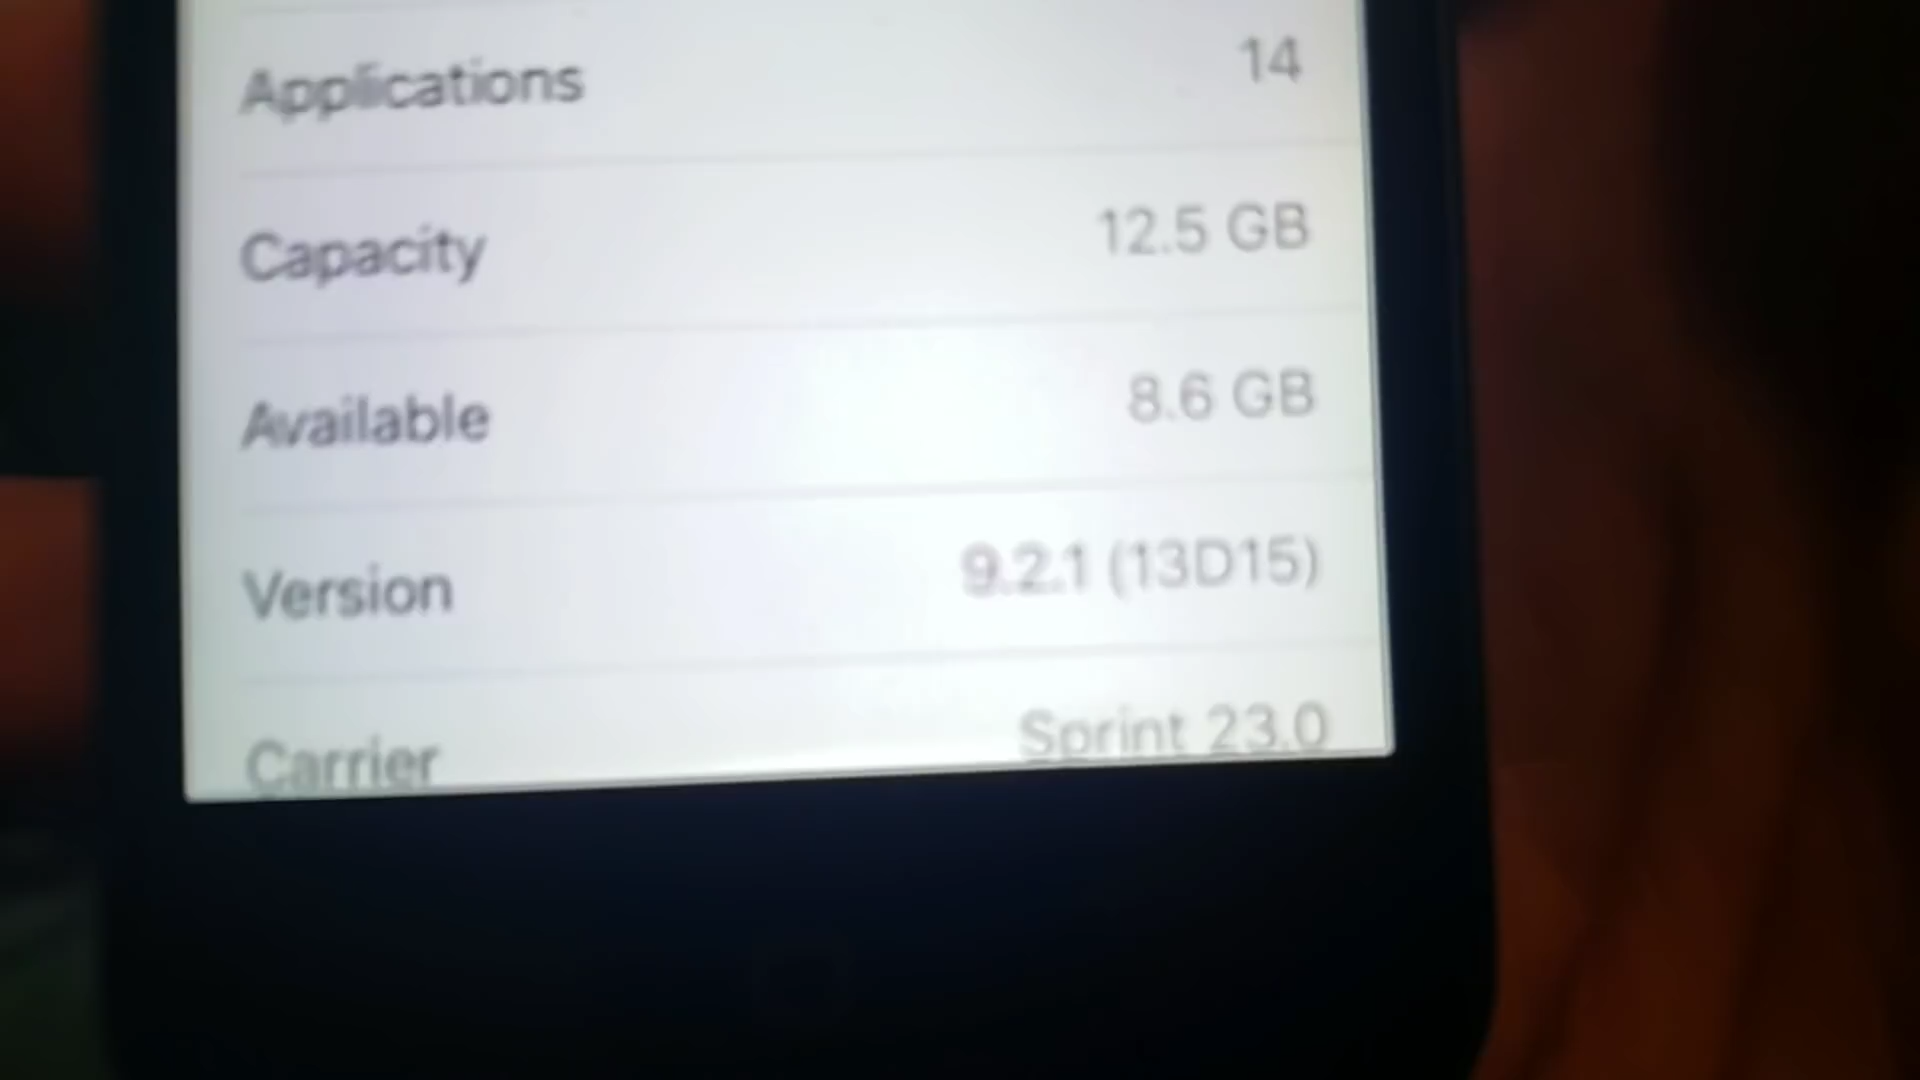 Applications 14
Capacity 12.5 GB
Available 8.6 GB
Version 9.2.1 (13D15)
Carrier Sprint 23.0